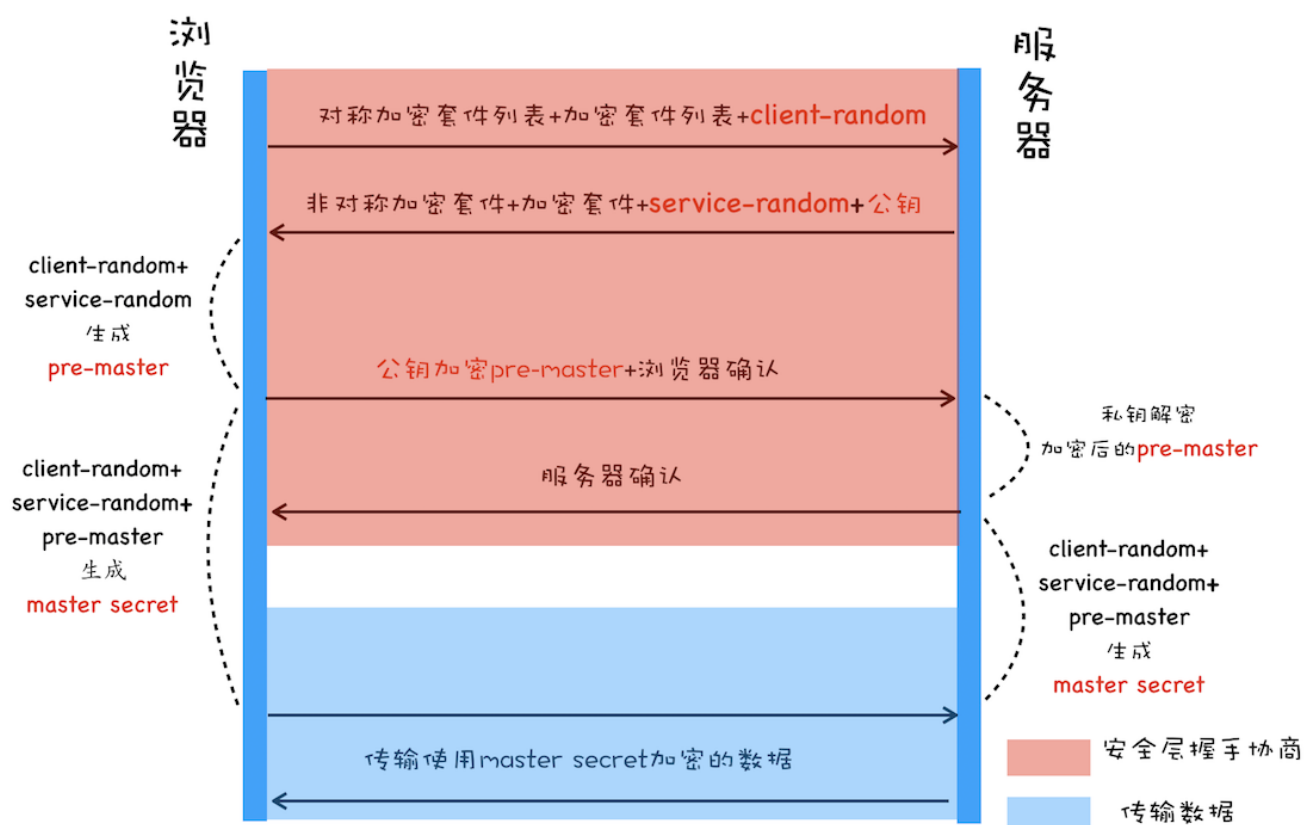 浏览器
服务器
对称加密套件列表+加密套件列表+client-random
非对称加密套件+加密套件+service-random+公钥
client-random+
service-random
生成
pre-master
公钥加密pre-master+浏览器确认
私钥解密
加密后的pre-master
client-random+
service-random+
pre-master
生成
master secret
服务器确认
client-random+
service-random+
pre-master
生成
master secret
传输使用master secret加密的数据
安全层握手协商
传输数据